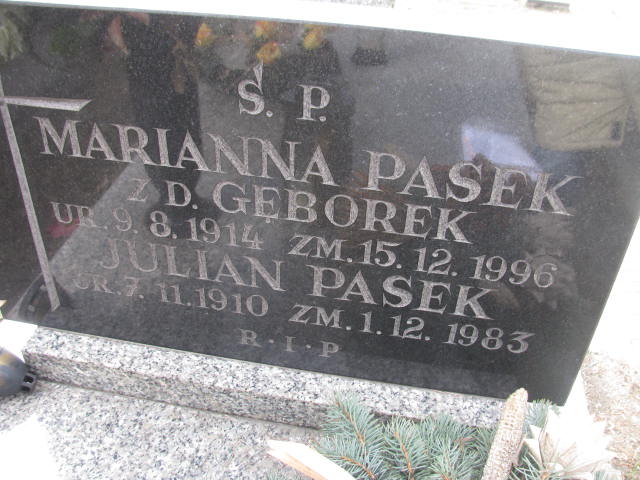 Ś. P.
MARIANNA PASEK
Z D. GĘBOREK
UR. 9. 8. 1914 ZM. 15. 12. 1996
JULIAN PASEK
UR. 7. 11. 1910 ZM. 1. 12. 1983
R · I · P